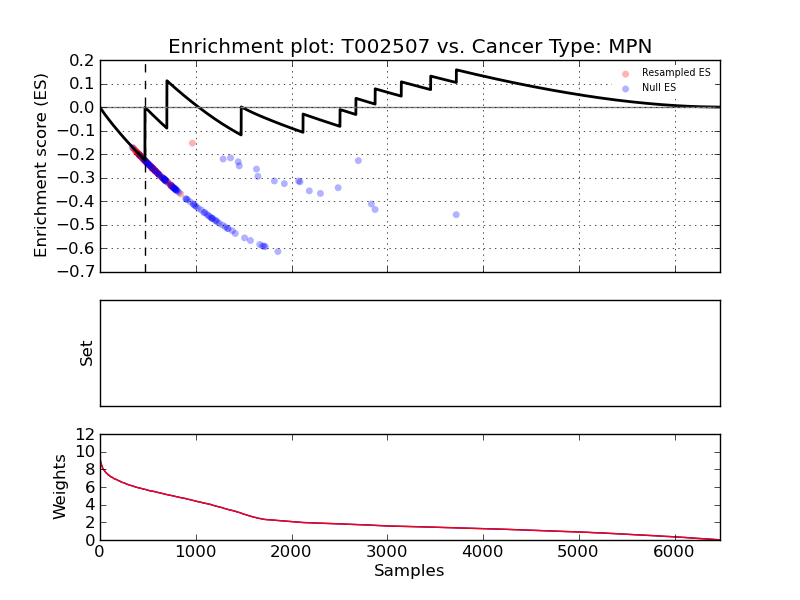 Enrichment plot: T002507 vs. Cancer Type: MPN
Enrichment score (ES)
0.2
0.1
0.0
−0.1
−0.2
−0.3
−0.4
−0.5
−0.6
−0.7
Resampled ES
Null ES
Set
Weights
12
10
8
6
4
2
0
0 1000 2000 3000 4000 5000 6000
Samples